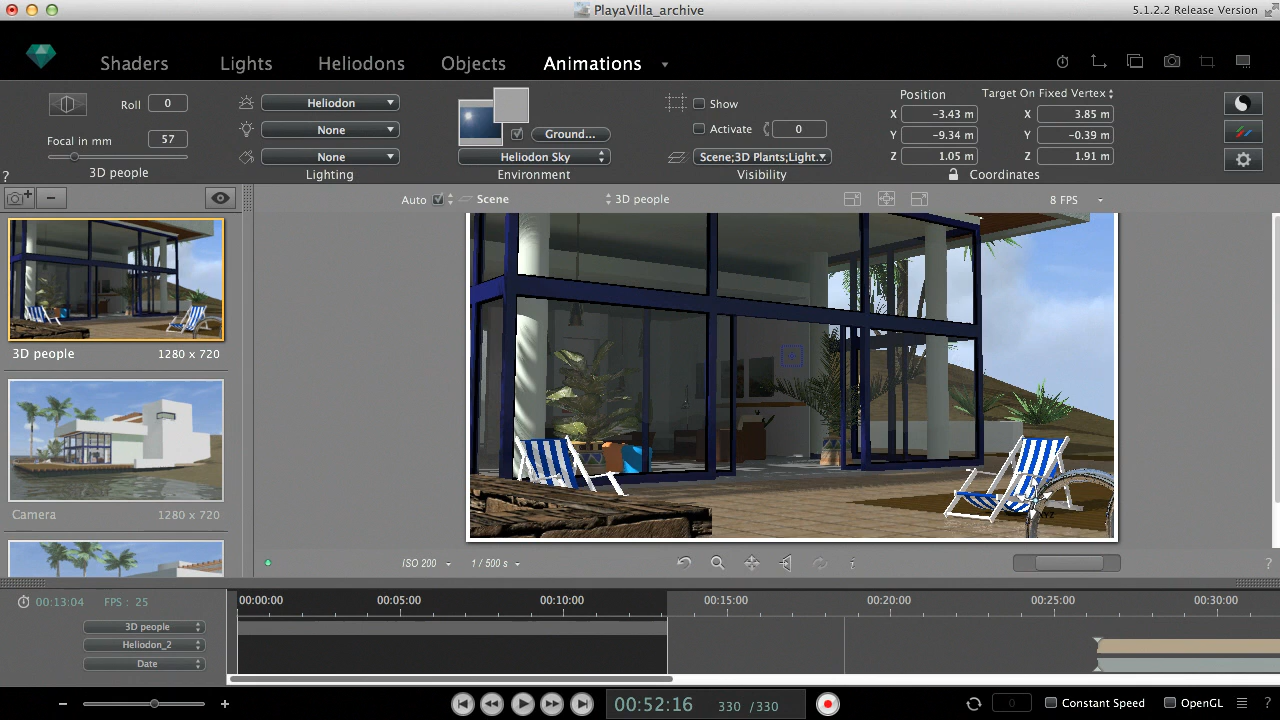 PlayaVilla_archive
5.1.2.2 Release Version
Shaders
Lights
Heliodons
Objects
Animations
Roll
0
Focal in mm
57
3D people
?
Heliodon
None
None
Lighting
Ground...
Heliodon Sky
Environment
Show
Activate
0
Scene;3D Plants;Light..
Visibility
Position
Target On Fixed Vertex
X
−3.43 m
X
3.85 m
Y
−9.34 m
Y
−0.39 m
Z
1.05 m
Z
1.91 m
Coordinates
Auto
Scene
3D people
8 FPS
3D people
1280 x 720
Camera
1280 x 720
ISO 200
1 / 500 s
i
?
00:13:04
FPS : 25
00:00:00
00:05:00
00:10:00
00:15:00
00:20:00
00:25:00
00:30:00
3D people
Heliodon_2
Date
00:52:16
330 / 330
0
Constant Speed
OpenGL
?